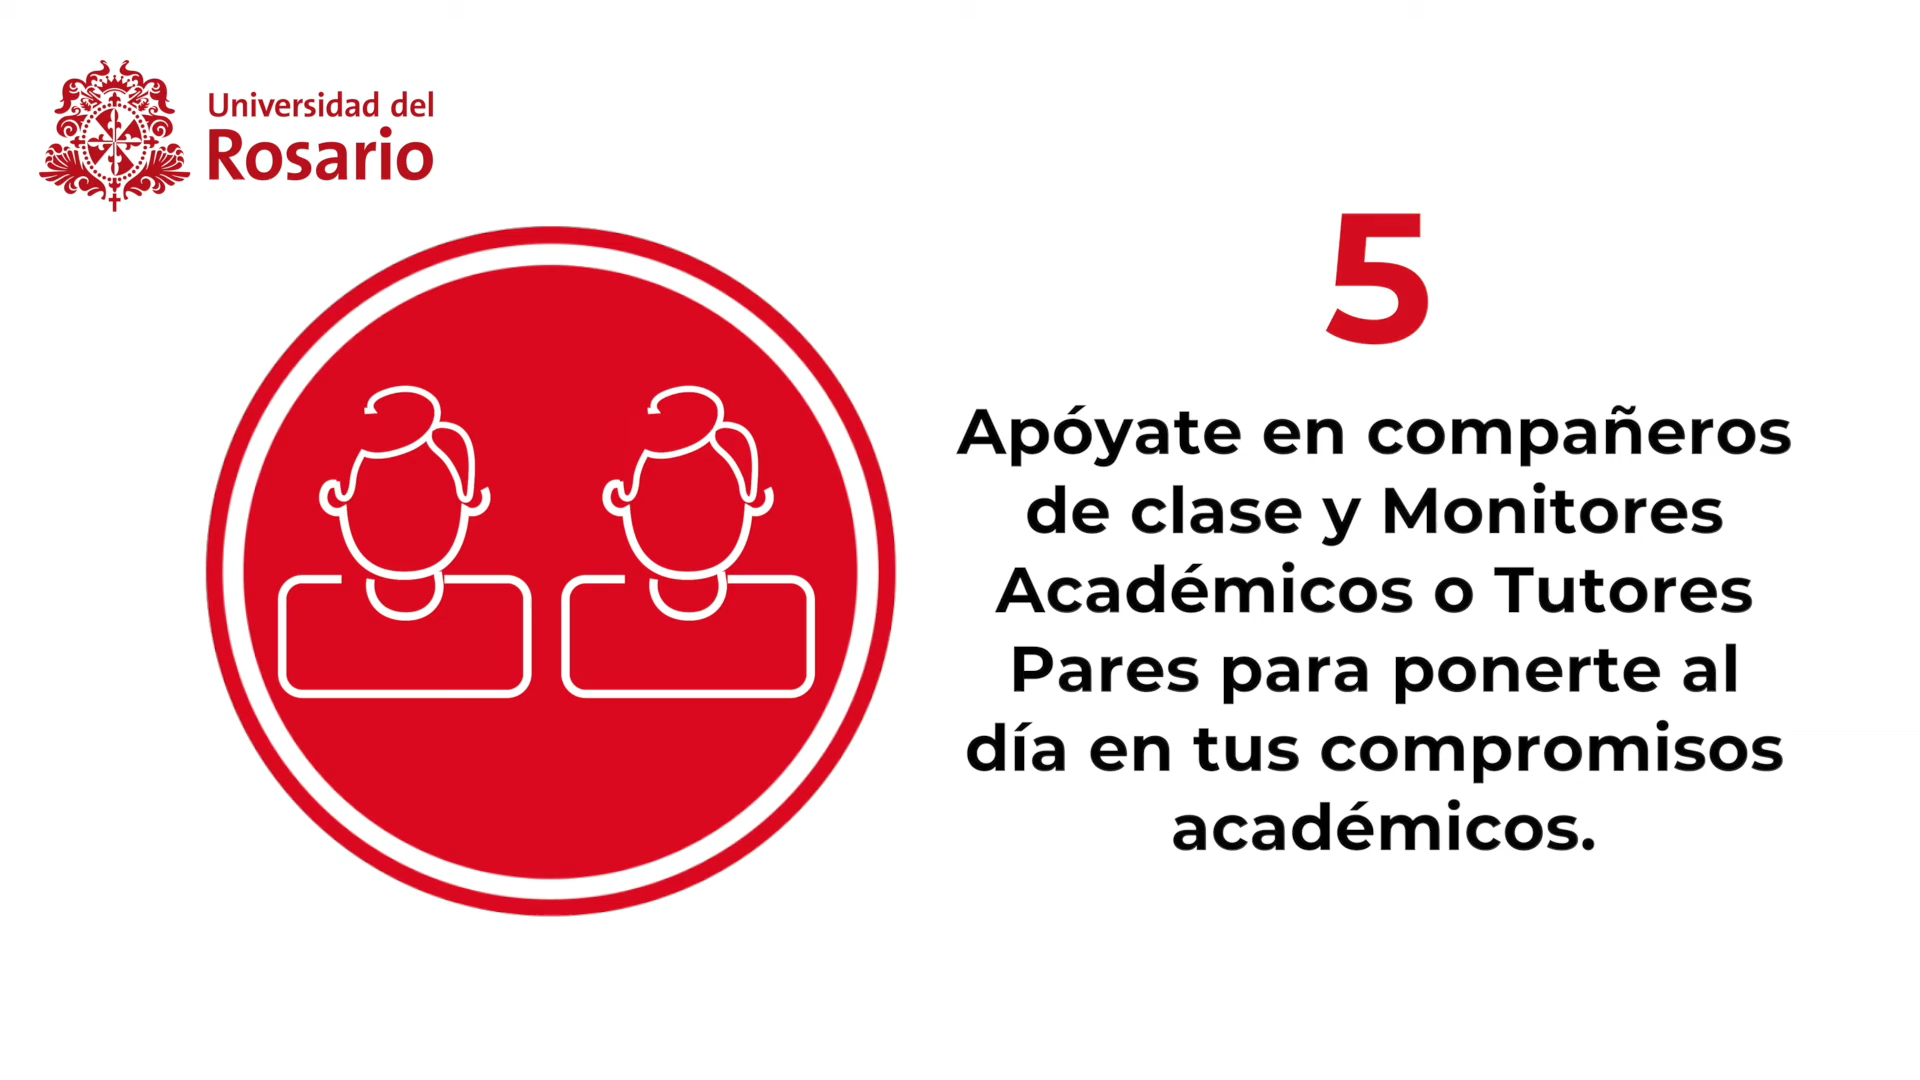 Universidad del
Rosario
5
Apóyate en compañeros
de clase y Monitores
Académicos o Tutores
Pares para ponerte al
día en tus compromisos
académicos.